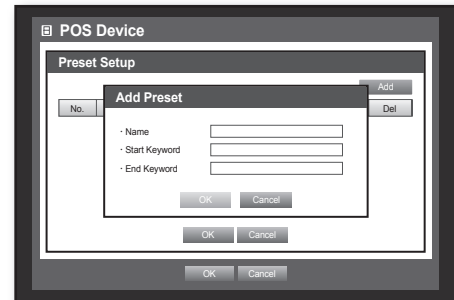 POS Device
Preset Setup
Add
No.
Del
Add Preset
· Name
· Start Keyword
· End Keyword
OK Cancel
OK Cancel
OK Cancel